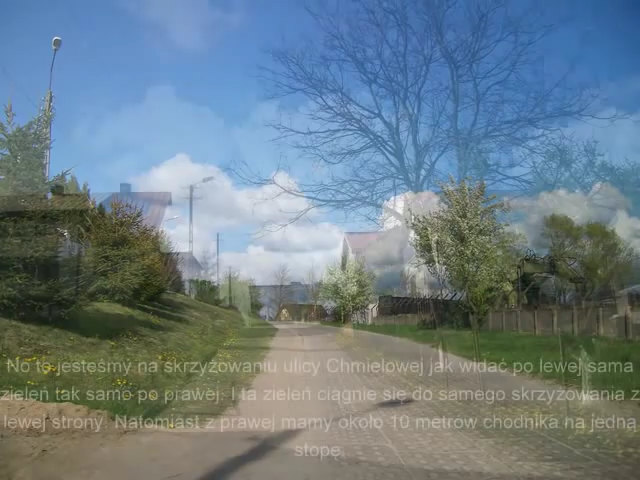 No to jesteśmy na skrzyżowaniu ulicy Chmielowej jak widać po lewej sama
zieleń tak samo po prawej. I ta zieleń ciągnie się do samego skrzyżowania z
lewej strony. Natomiast z prawej mamy około 10 metrów chodnika na jedną
stopę.